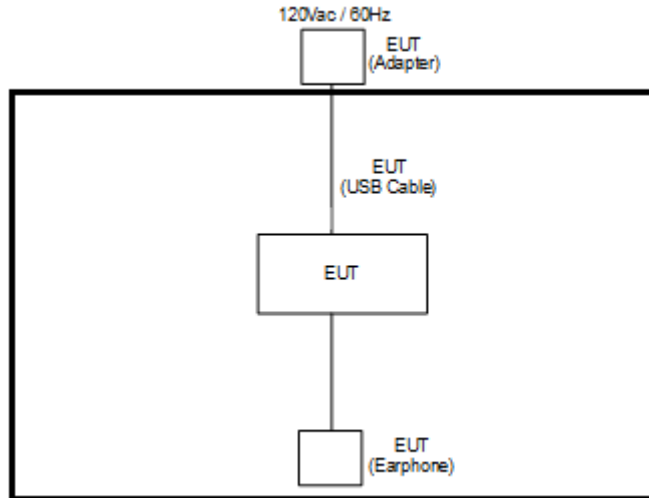 120Vac / 60Hz
EUT
(Adapter)
EUT
(USB Cable)
EUT
EUT
(Earphone)